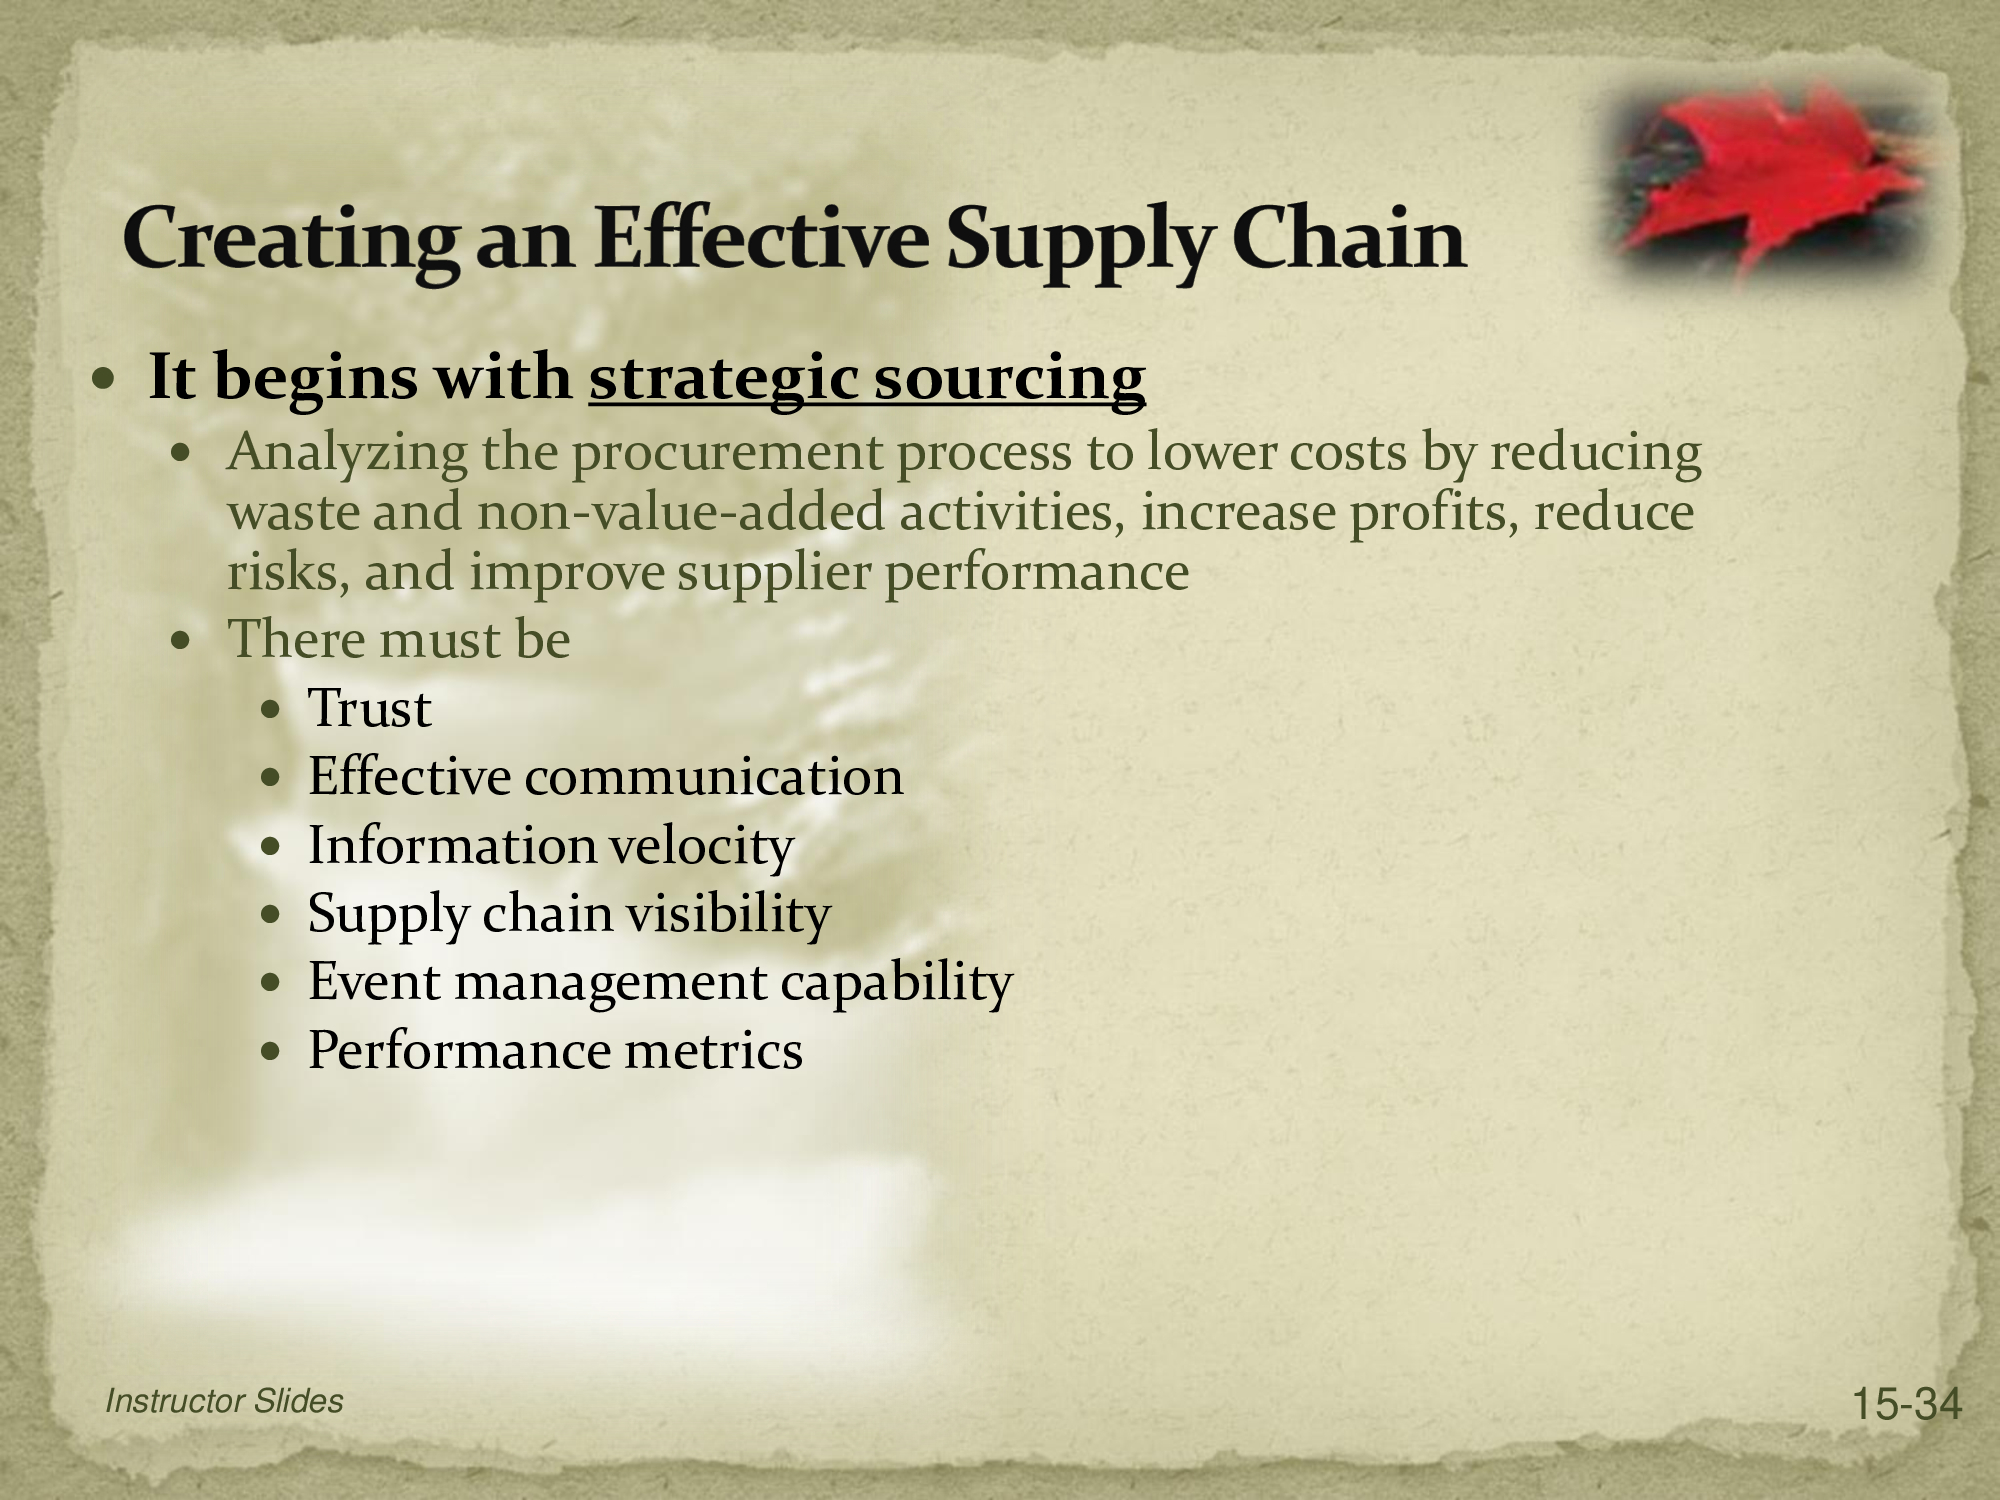 Creating an Effective Supply Chain
• It begins with strategic sourcing
• Analyzing the procurement process to lower costs by reducing
waste and non-value-added activities, increase profits, reduce
risks, and improve supplier performance
• There must be
• Trust
• Effective communication
• Information velocity
• Supply chain visibility
• Event management capability
• Performance metrics
Instructor Slides
15-34